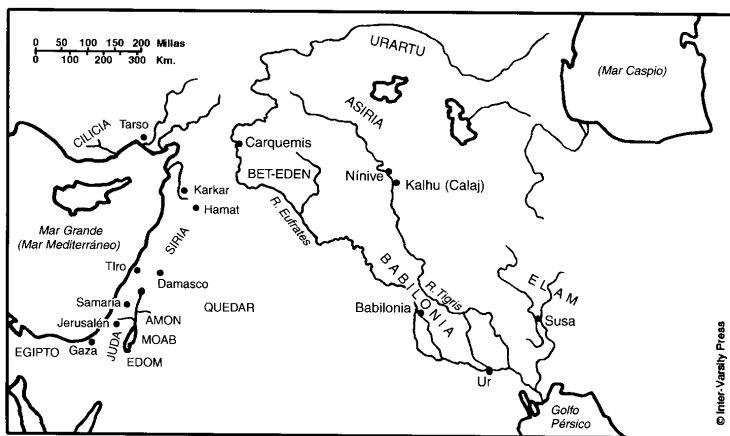 URARTU
(Mar Caspio)
0 50 100 150 200 Millas
0 100 200 300 Km.
ASIRIA
Tarso
CILICIA
Carquemis
BET-EDEN
Nínive
Kalhu (Calaj)
Karkar
Hamat
R. Eufrates
Mar Grande
(Mar Mediterráneo)
SIRIA
TIro
Damasco
BABILONIA
R. Tigris
ELAM
Samaria
QUEDAR
Babilonia
Susa
Jerusalén
AMON
EGIPTO
Gaza
JUDA
MOAB
EDOM
Ur
Golfo
Pérsico
© Inter-Varsity Press